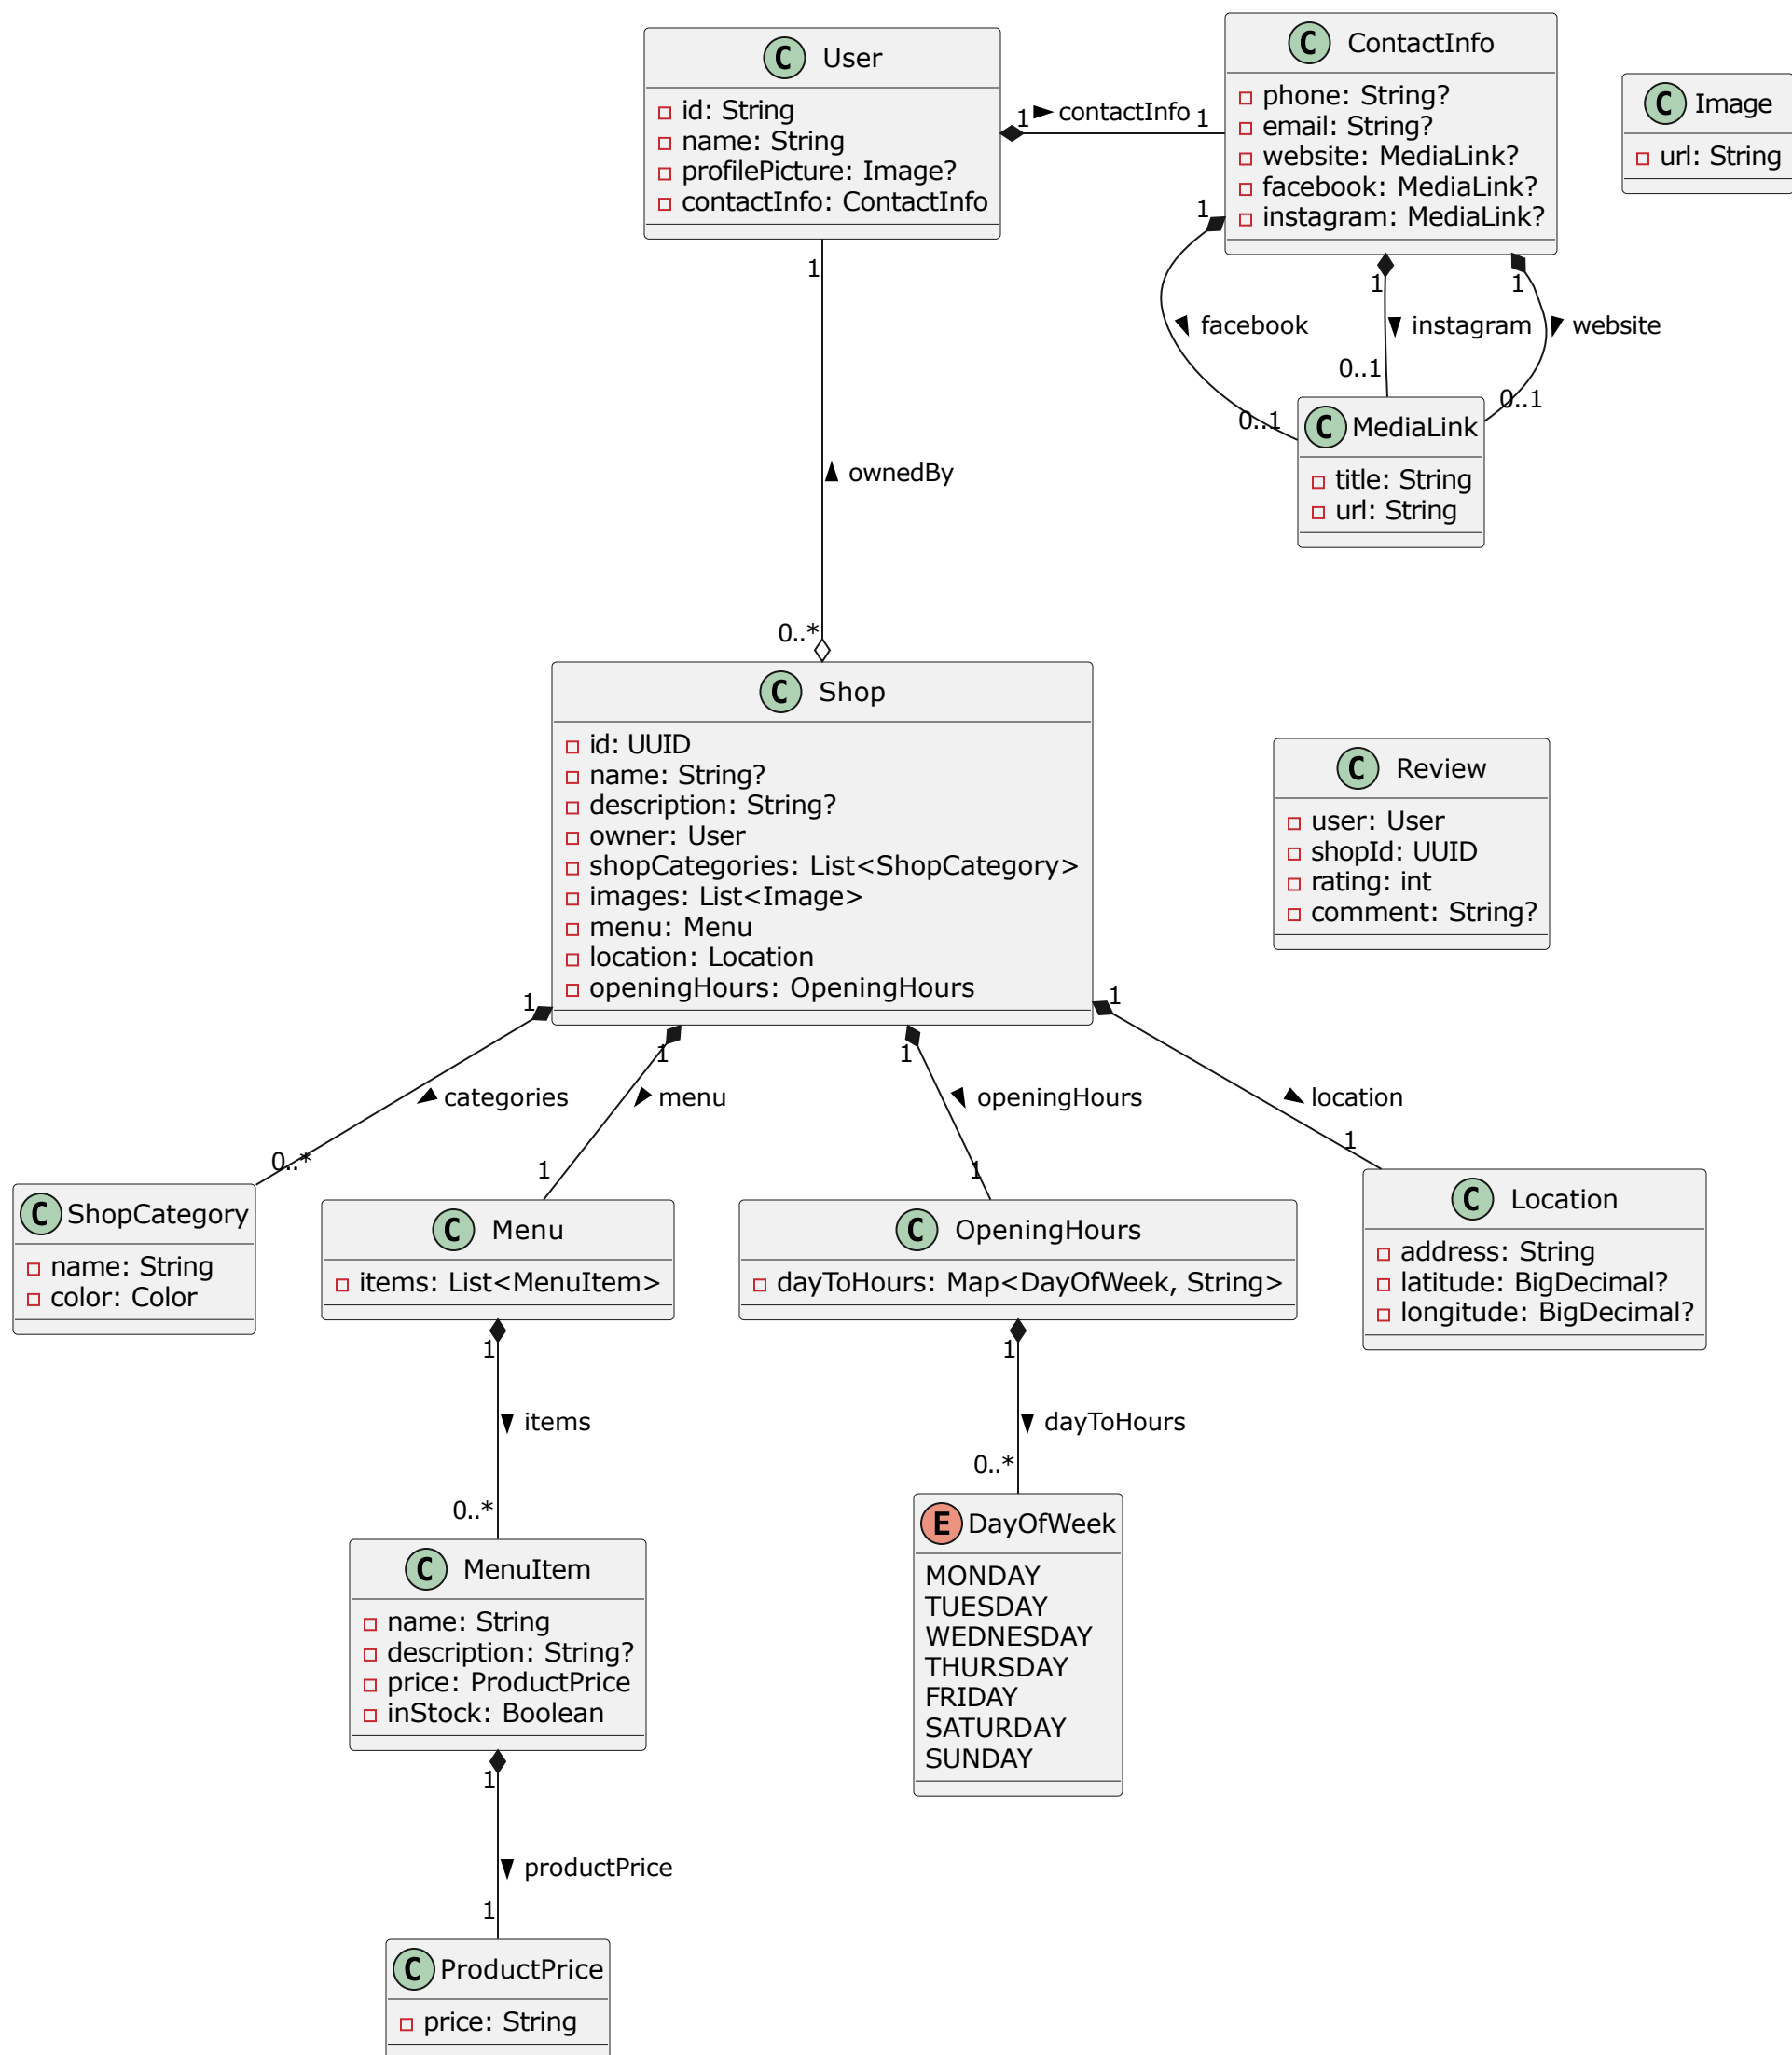 C User
id: String
name: String
profilePicture: Image?
contactInfo: ContactInfo
1 contactInfo 1
C ContactInfo
phone: String?
email: String?
website: MediaLink?
facebook: MediaLink?
instagram: MediaLink?
C Image
url: String
1
1
1
1
facebook
instagram
website
0..1
0..1
0..1
C MediaLink
title: String
url: String
ownedBy
0..*
C Shop
id: UUID
name: String?
description: String?
owner: User
shopCategories: List<ShopCategory>
images: List<Image>
menu: Menu
location: Location
openingHours: OpeningHours
C Review
user: User
shopId: UUID
rating: int
comment: String?
1
1
1
1
categories
menu
openingHours
location
0..*
1
1
1
C ShopCategory
name: String
color: Color
C Menu
items: List<MenuItem>
C OpeningHours
dayToHours: Map<DayOfWeek, String>
C Location
address: String
latitude: BigDecimal?
longitude: BigDecimal?
1
items
0..*
1
dayToHours
0..*
C MenuItem
name: String
description: String?
price: ProductPrice
inStock: Boolean
E DayOfWeek
MONDAY
TUESDAY
WEDNESDAY
THURSDAY
FRIDAY
SATURDAY
SUNDAY
1
productPrice
1
C ProductPrice
price: String